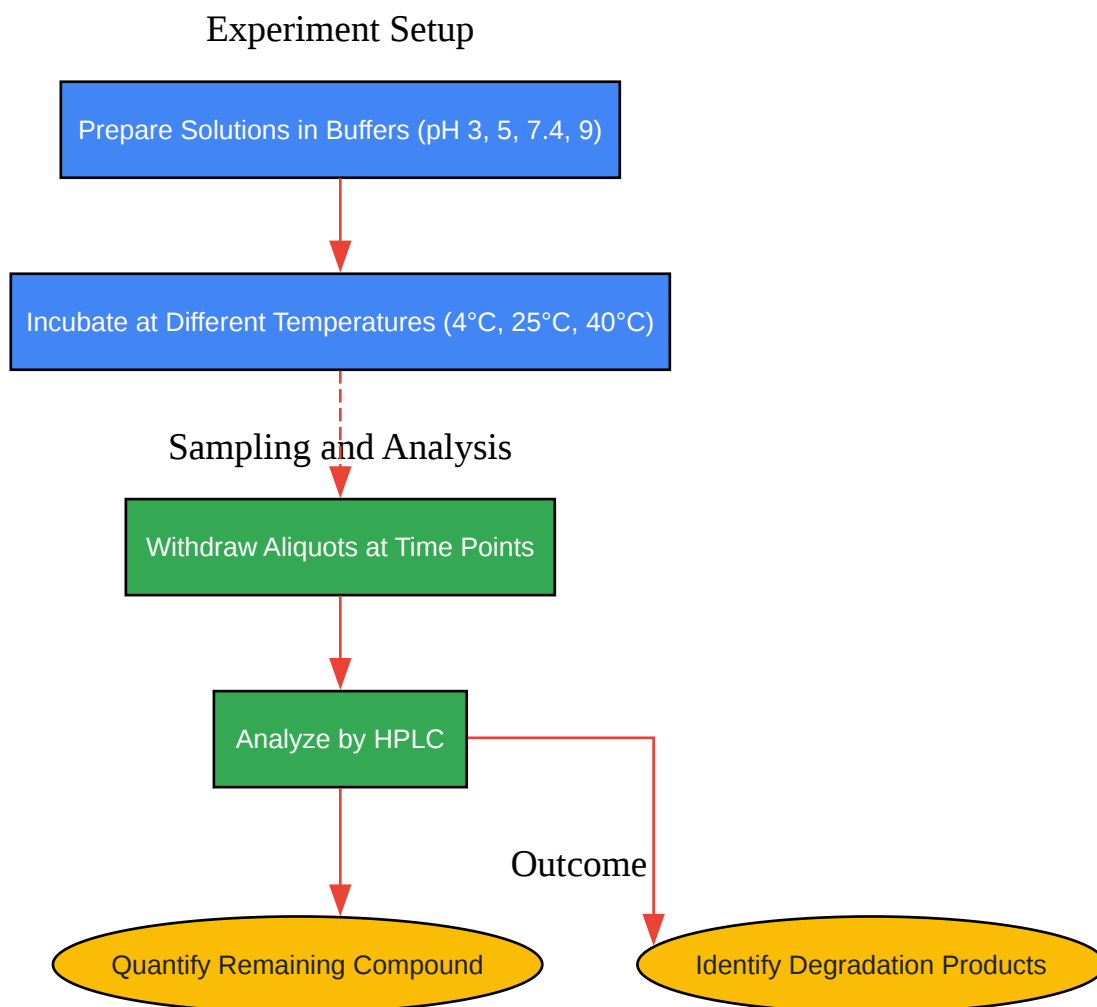 Experiment Setup
Prepare Solutions in Buffers (pH 3, 5, 7.4, 9)
Incubate at Different Temperatures (4°C, 25°C, 40°C)
Sampling and Analysis
Withdraw Aliquots at Time Points
Analyze by HPLC
Outcome
Quantify Remaining Compound
Identify Degradation Products